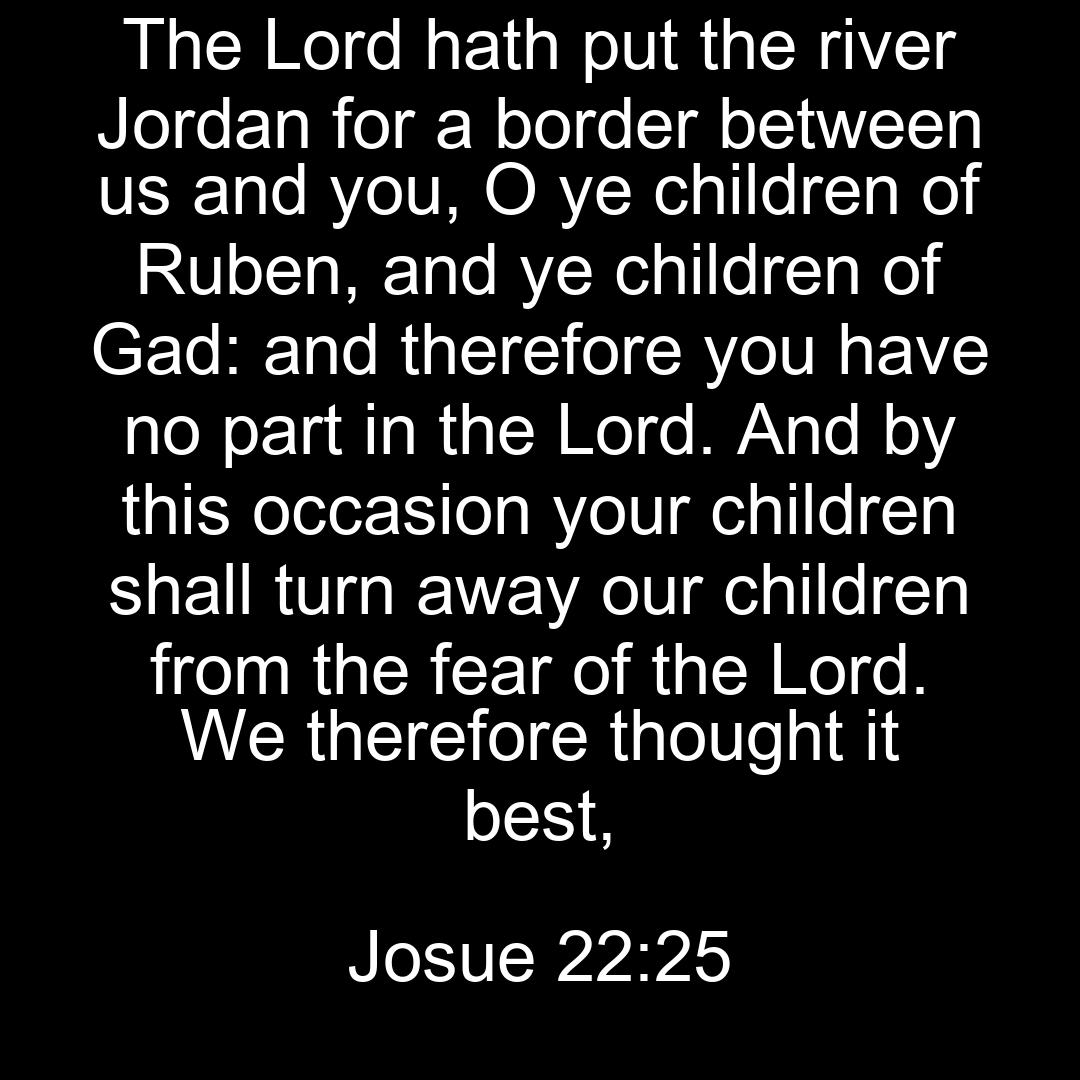 The Lord hath put the river
Jordan for a border between
us and you, O ye children of
Ruben, and ye children of
Gad: and therefore you have
no part in the Lord. And by
this occasion your children
shall turn away our children
from the fear of the Lord.
We therefore thought it
best,
Josue 22:25